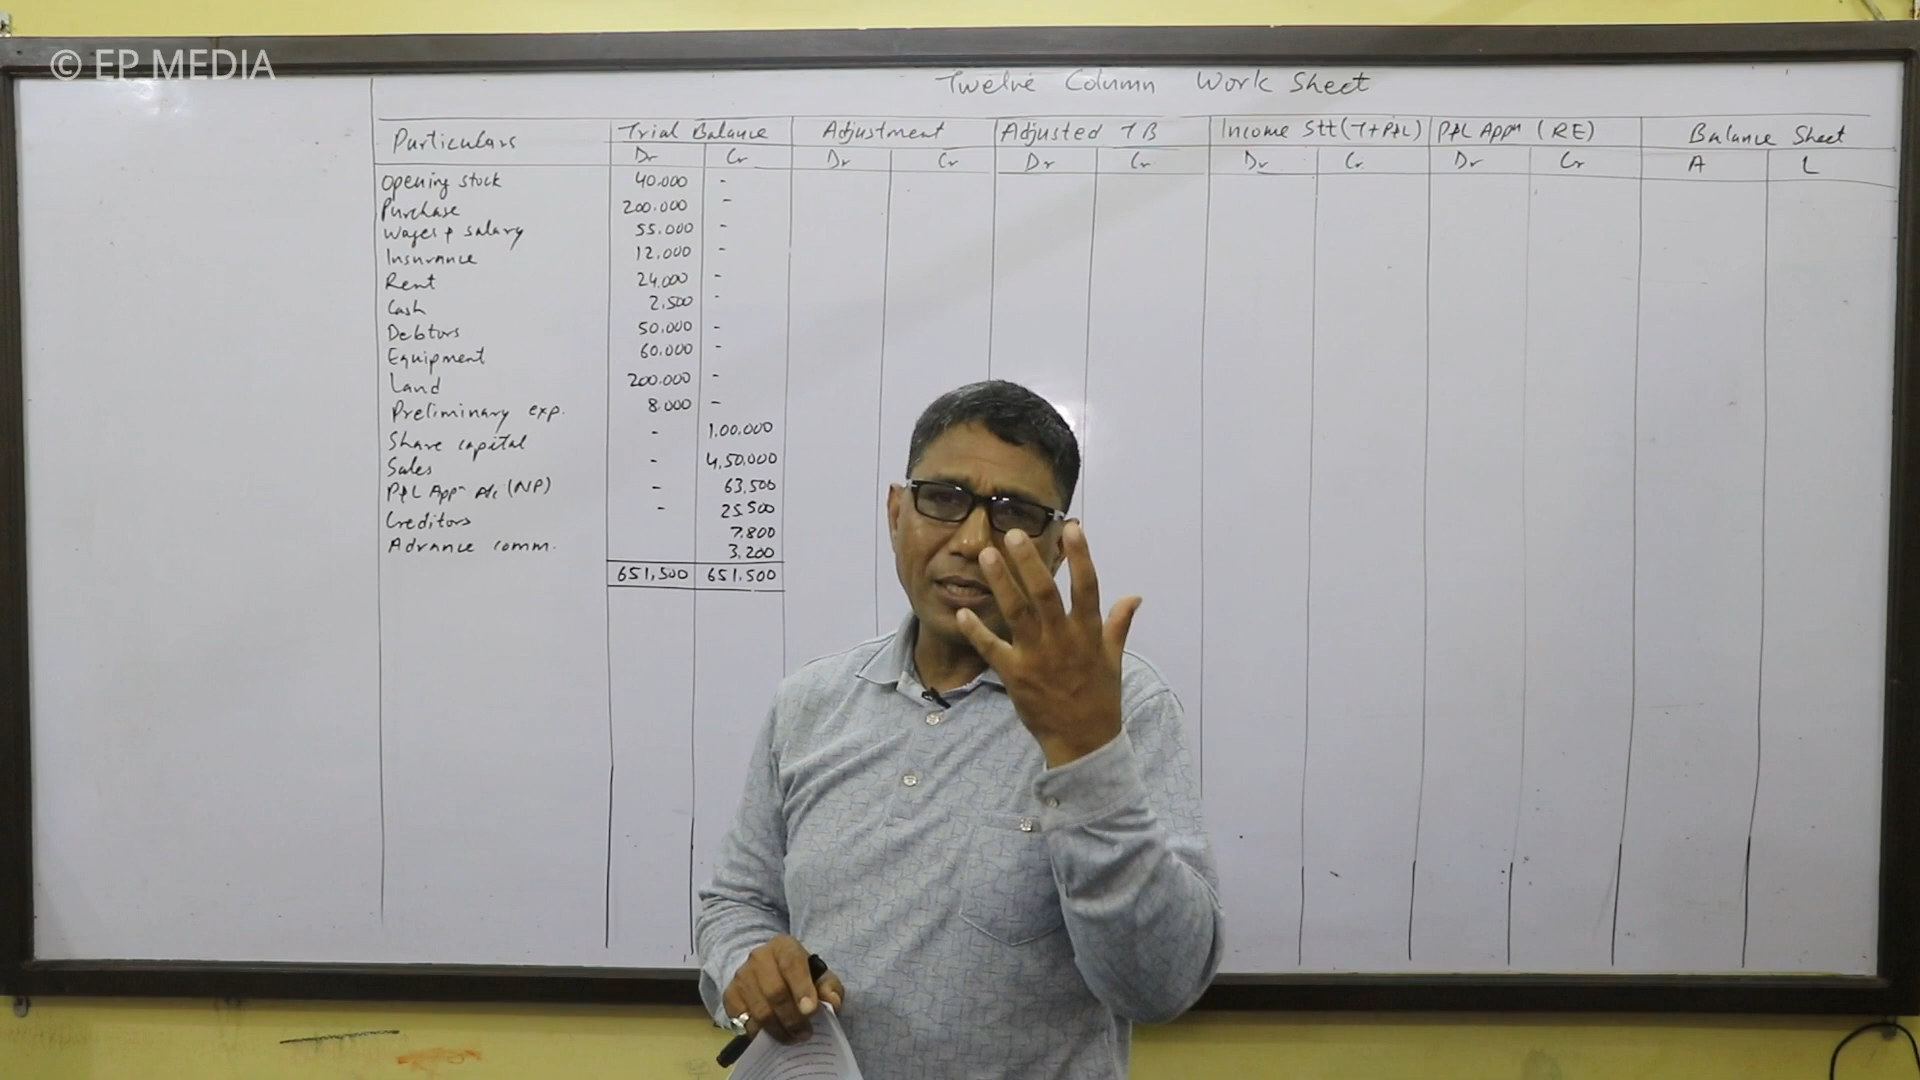 © EP MEDIA
Twelve Column Work Sheet
Particulars Trial Balance Adjustment Adjusted TB Income Stt (T+P&L) P&L Appn (RE) Balance Sheet
Dr Cr Dr Cr Dr Cr Dr Cr Dr Cr A L
Opening stock 40.000 -
Purchase 200.000 -
Wages & salary 55.000 -
Insurance 12.000 -
Rent 24.000 -
Cash 2.500 -
Debtors 50.000 -
Equipment 60.000 -
Land 200.000 -
Preliminary exp. 8.000 -
Share capital - 1.00.000
Sales - 4,50,000
P&L Appn A/c (NP) - 63,500
Creditors - 25.500
Advance comm. 7.800
3.200
651,500 651.500